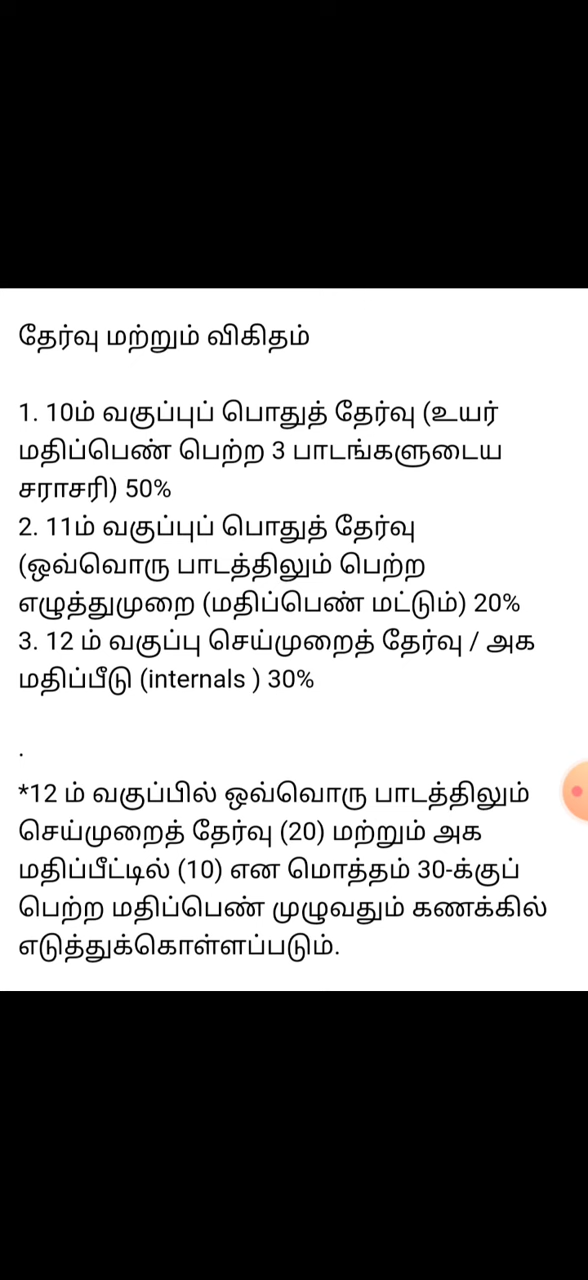 தேர்வு மற்றும் விகிதம்
1. 10ம் வகுப்புப் பொதுத் தேர்வு (உயர்
மதிப்பெண் பெற்ற 3 பாடங்களுடைய
சராசரி) 50%
2. 11ம் வகுப்புப் பொதுத் தேர்வு
(ஒவ்வொரு பாடத்திலும் பெற்ற
எழுத்துமுறை (மதிப்பெண் மட்டும்) 20%
3. 12 ம் வகுப்பு செய்முறைத் தேர்வு / அக
மதிப்பீடு (internals ) 30%
.
*12 ம் வகுப்பில் ஒவ்வொரு பாடத்திலும்
செய்முறைத் தேர்வு (20) மற்றும் அக
மதிப்பீட்டில் (10) என மொத்தம் 30-க்குப்
பெற்ற மதிப்பெண் முழுவதும் கணக்கில்
எடுத்துக்கொள்ளப்படும்.